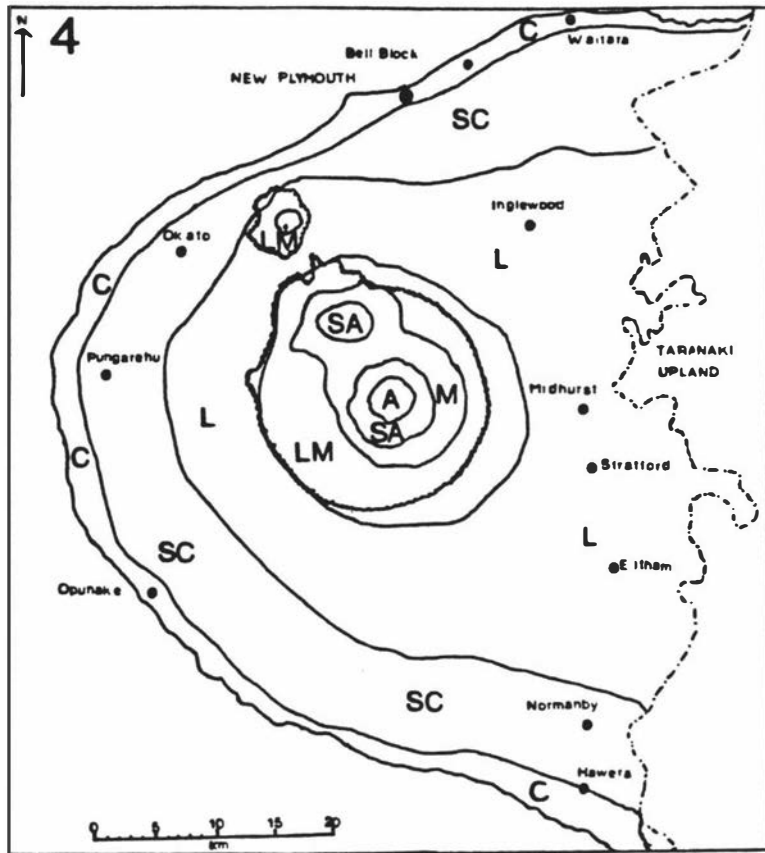 N
4
C
Waitara
Bell Block
NEW PLYMOUTH
SC
Inglewood
LM
Okato
L
C
SA
TARANAKI
UPLAND
Pungarehu
Midhurst
A
M
L
SA
LM
C
Stratford
L
SC
Eltham
Opunake
SC
Normanby
Hawera
C
0 5 10 15 20
km